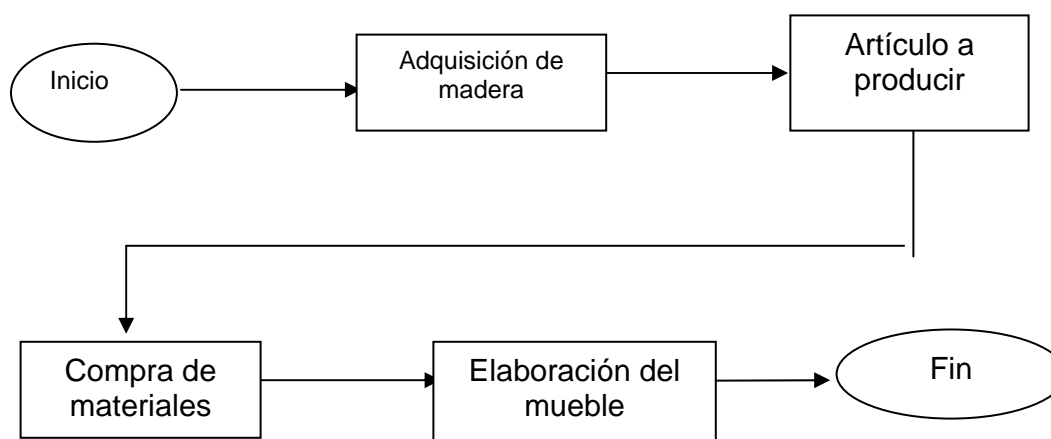 Inicio
Adquisición de
madera
Artículo a
producir
Compra de
materiales
Elaboración del
mueble
Fin